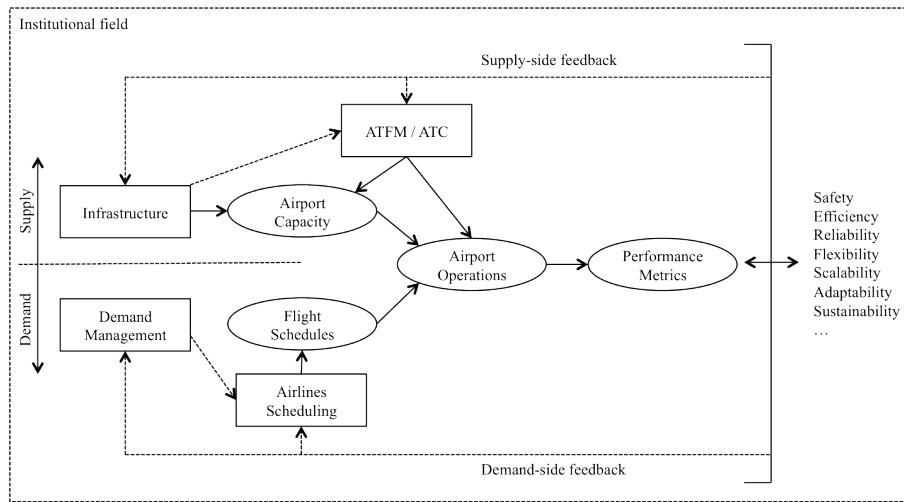 Institutional field
Supply-side feedback
ATFM / ATC
Supply
Infrastructure
Airport
Capacity
Airport
Operations
Performance
Metrics
Safety
Efficiency
Reliability
Flexibility
Scalability
Adaptability
Sustainability
…
Demand
Demand
Management
Flight
Schedules
Airlines
Scheduling
Demand-side feedback